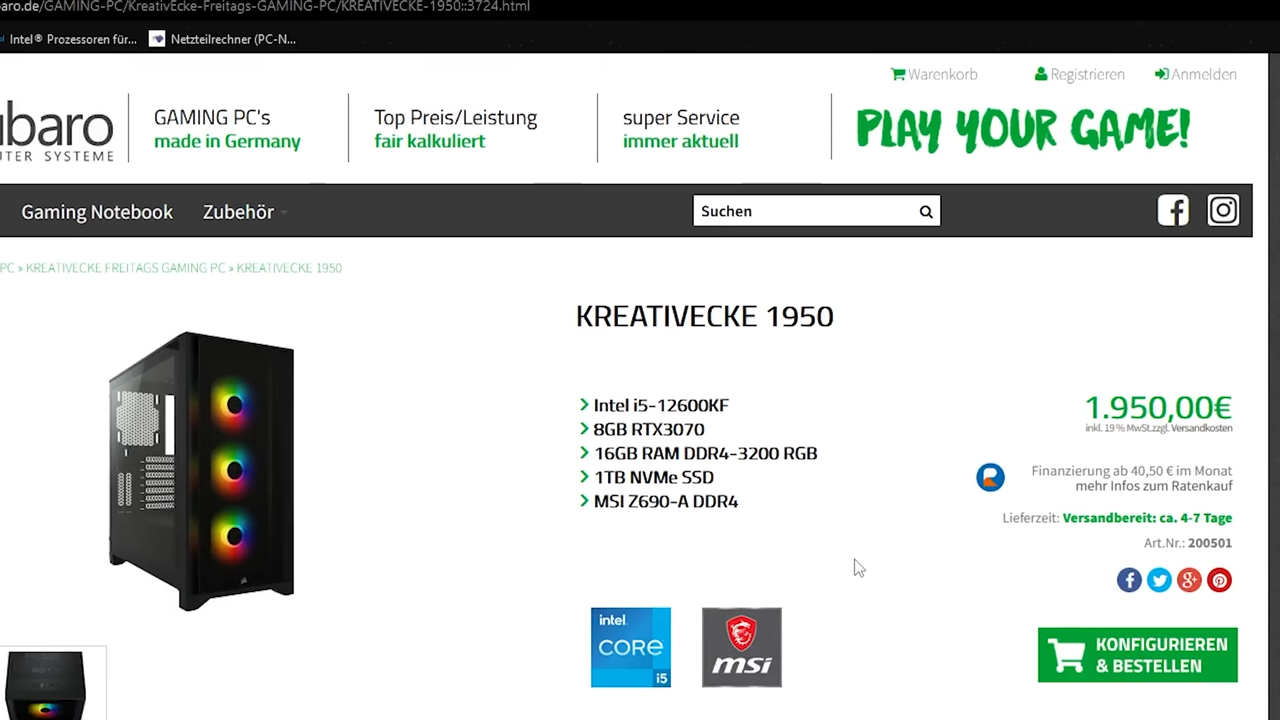 aro.de/GAMING-PC/KreativEcke-Freitags-GAMING-PC/KREATIVECKE-1950::3724.html
Intel® Prozessoren für...
Netzteilrechner (PC-N...
Warenkorb
Registrieren
Anmelden
ubaro
UTER SYSTEME
GAMING PC's
made in Germany
Top Preis/Leistung
fair kalkuliert
super Service
immer aktuell
PLAY YOUR GAME!
Gaming Notebook
Zubehör
Suchen
PC » KREATIVECKE FREITAGS GAMING PC » KREATIVECKE 1950
KREATIVECKE 1950
Intel i5-12600KF
8GB RTX3070
16GB RAM DDR4-3200 RGB
1TB NVMe SSD
MSI Z690-A DDR4
1.950,00€
inkl. 19 % MwSt.zzgl. Versandkosten
Finanzierung ab 40,50 € im Monat
mehr Infos zum Ratenkauf
Lieferzeit: Versandbereit: ca. 4-7 Tage
Art.Nr.: 200501
intel.
CORE
i5
msi
KONFIGURIEREN
& BESTELLEN